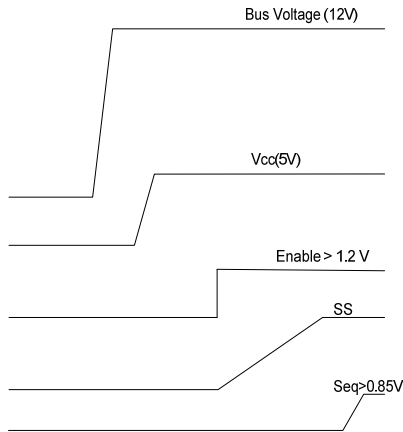 Bus Voltage (12V)
Vcc(5V)
Enable > 1.2 V
SS
Seq>0.85V